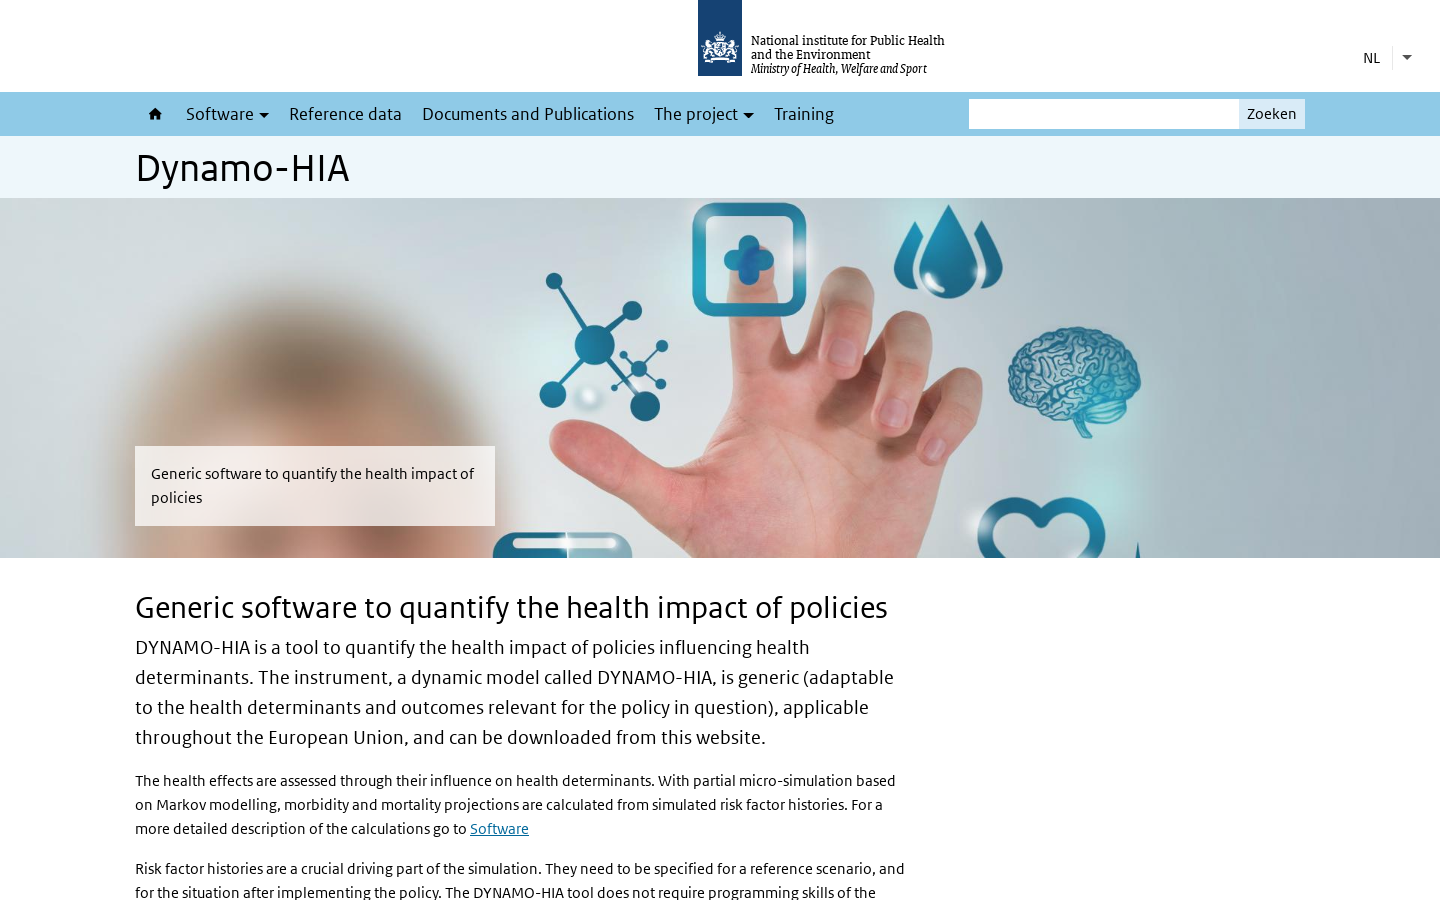 National institute for Public Health
and the Environment
Ministry of Health, Welfare and Sport
NL
Software
Reference data
Documents and Publications
The project
Training
Zoeken
Dynamo-HIA
Generic software to quantify the health impact of
policies
Generic software to quantify the health impact of policies
DYNAMO-HIA is a tool to quantify the health impact of policies influencing health
determinants. The instrument, a dynamic model called DYNAMO-HIA, is generic (adaptable
to the health determinants and outcomes relevant for the policy in question), applicable
throughout the European Union, and can be downloaded from this website.
The health effects are assessed through their influence on health determinants. With partial micro-simulation based
on Markov modelling, morbidity and mortality projections are calculated from simulated risk factor histories. For a
more detailed description of the calculations go to Software
Risk factor histories are a crucial driving part of the simulation. They need to be specified for a reference scenario, and
for the situation after implementing the policy. The DYNAMO-HIA tool does not require programming skills of the